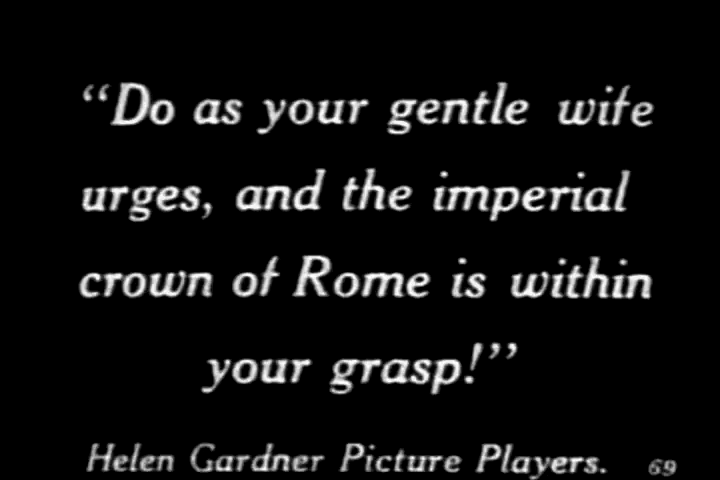 “Do as your gentle wife
urges, and the imperial
crown of Rome is within
your grasp!”
Helen Gardner Picture Players. 69